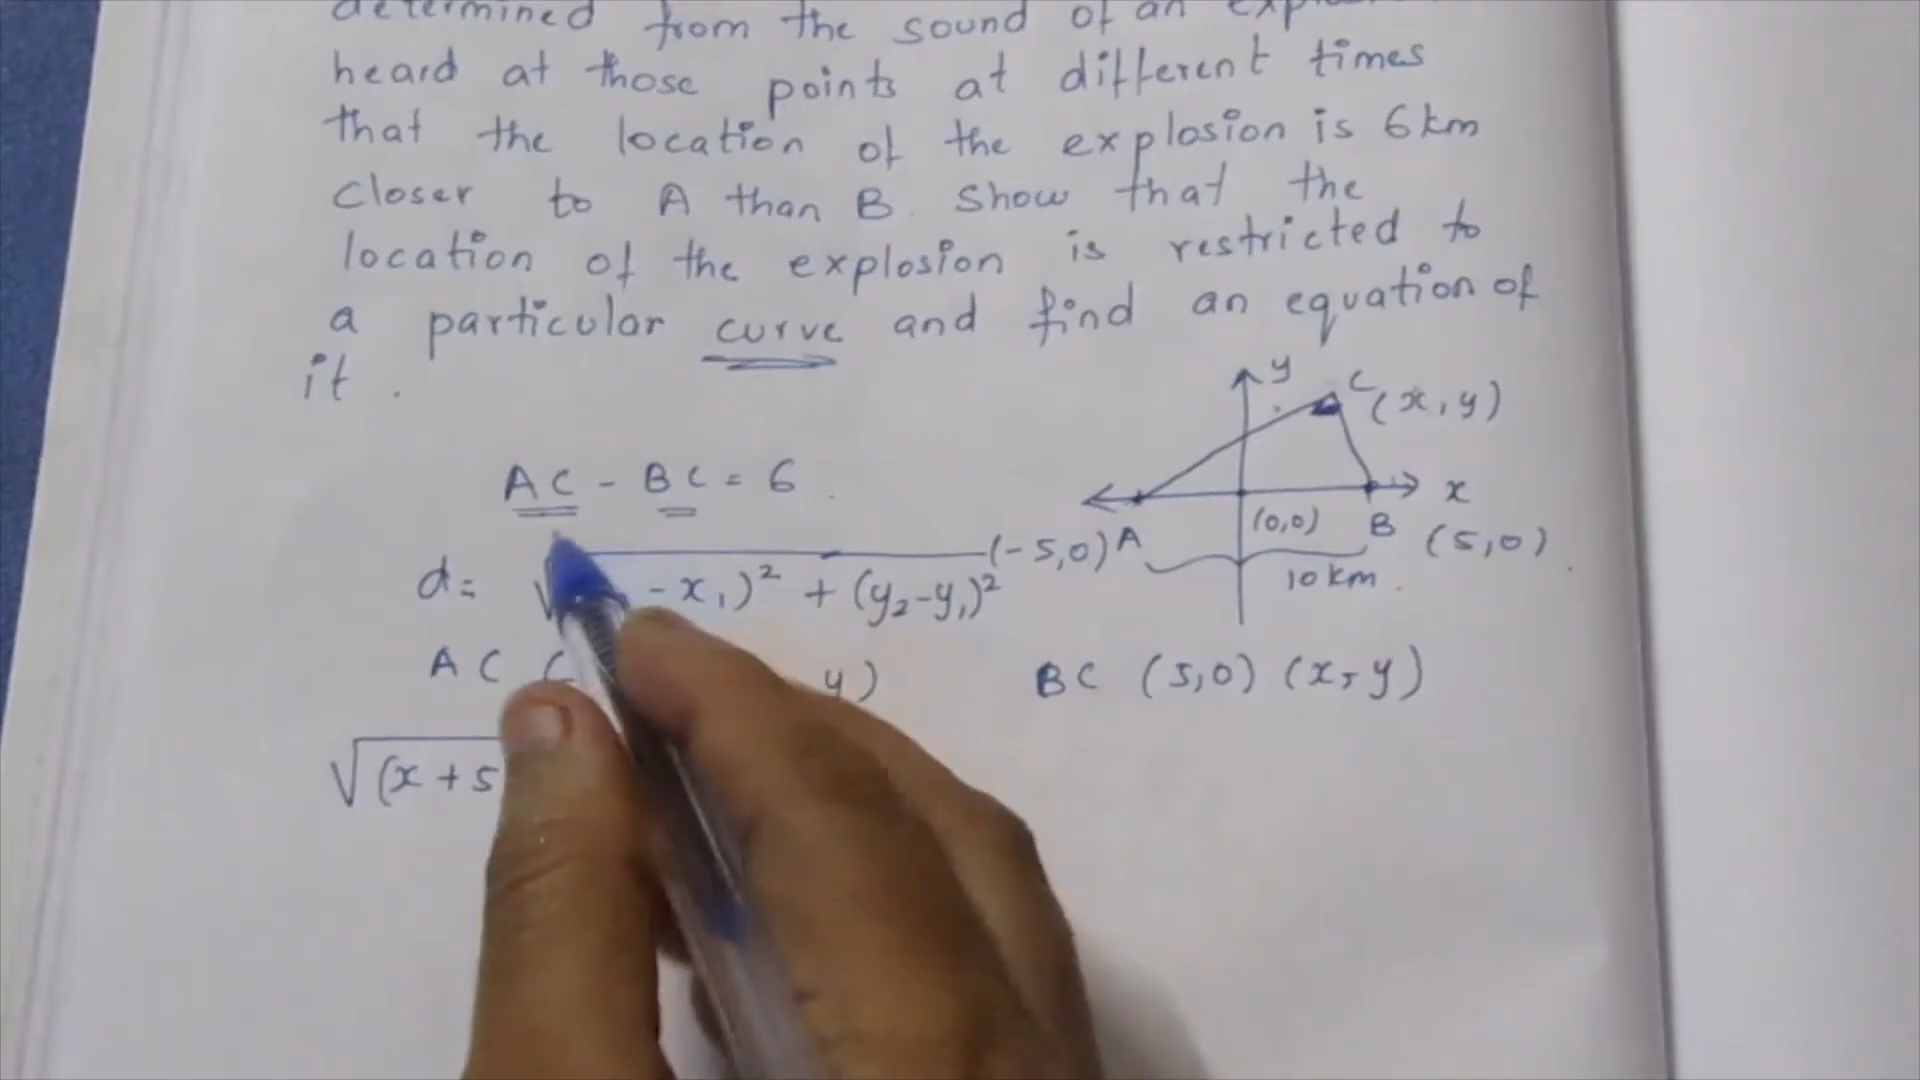 determined from the sound of an
heard at those points at different times
that the location of the explosion is 6 km
closer to A than B. Show that the
location of the explosion is restricted to
a particular curve and find an equation of
it.
y
C (x, y)
AC - BC = 6
x
(0,0) B (5,0)
(-5,0) A
10 km
d = √ - x₁)² + (y₂-y₁)²
AC ( y) BC (5,0) (x, y)
√(x + 5